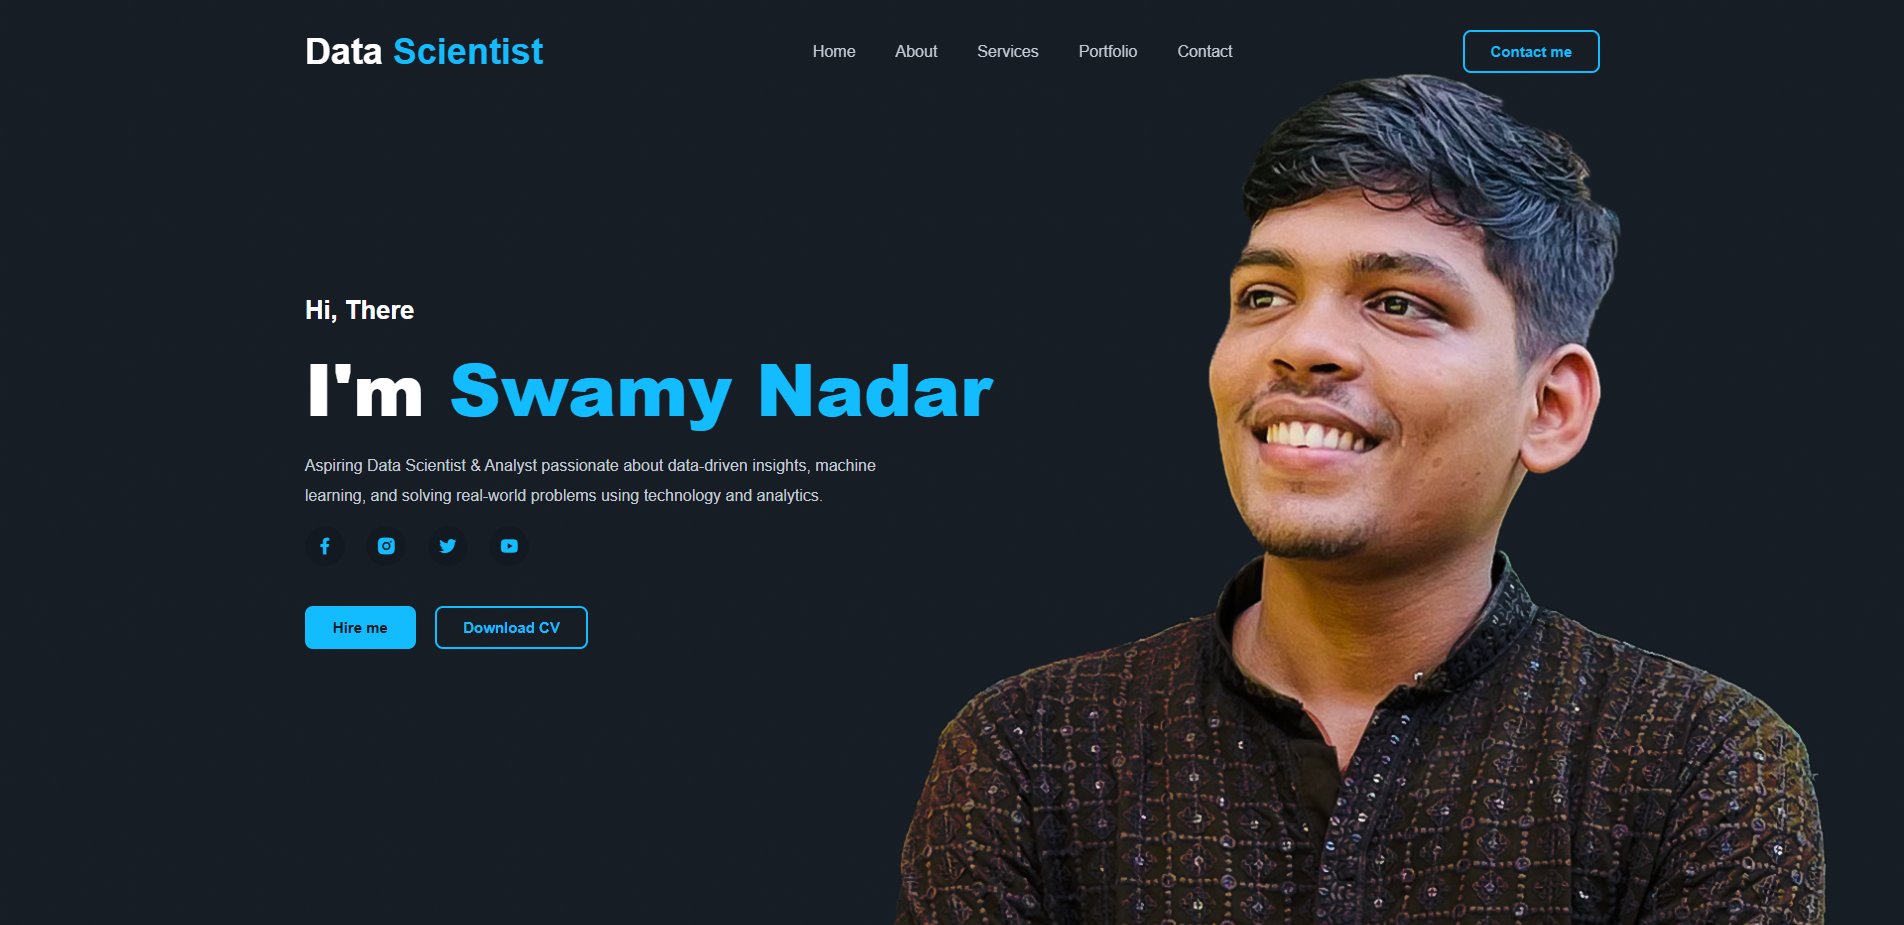 Data Scientist
Home
About
Services
Portfolio
Contact
Contact me
Hi, There
I'm Swamy Nadar
Aspiring Data Scientist & Analyst passionate about data-driven insights, machine
learning, and solving real-world problems using technology and analytics.
Hire me
Download CV